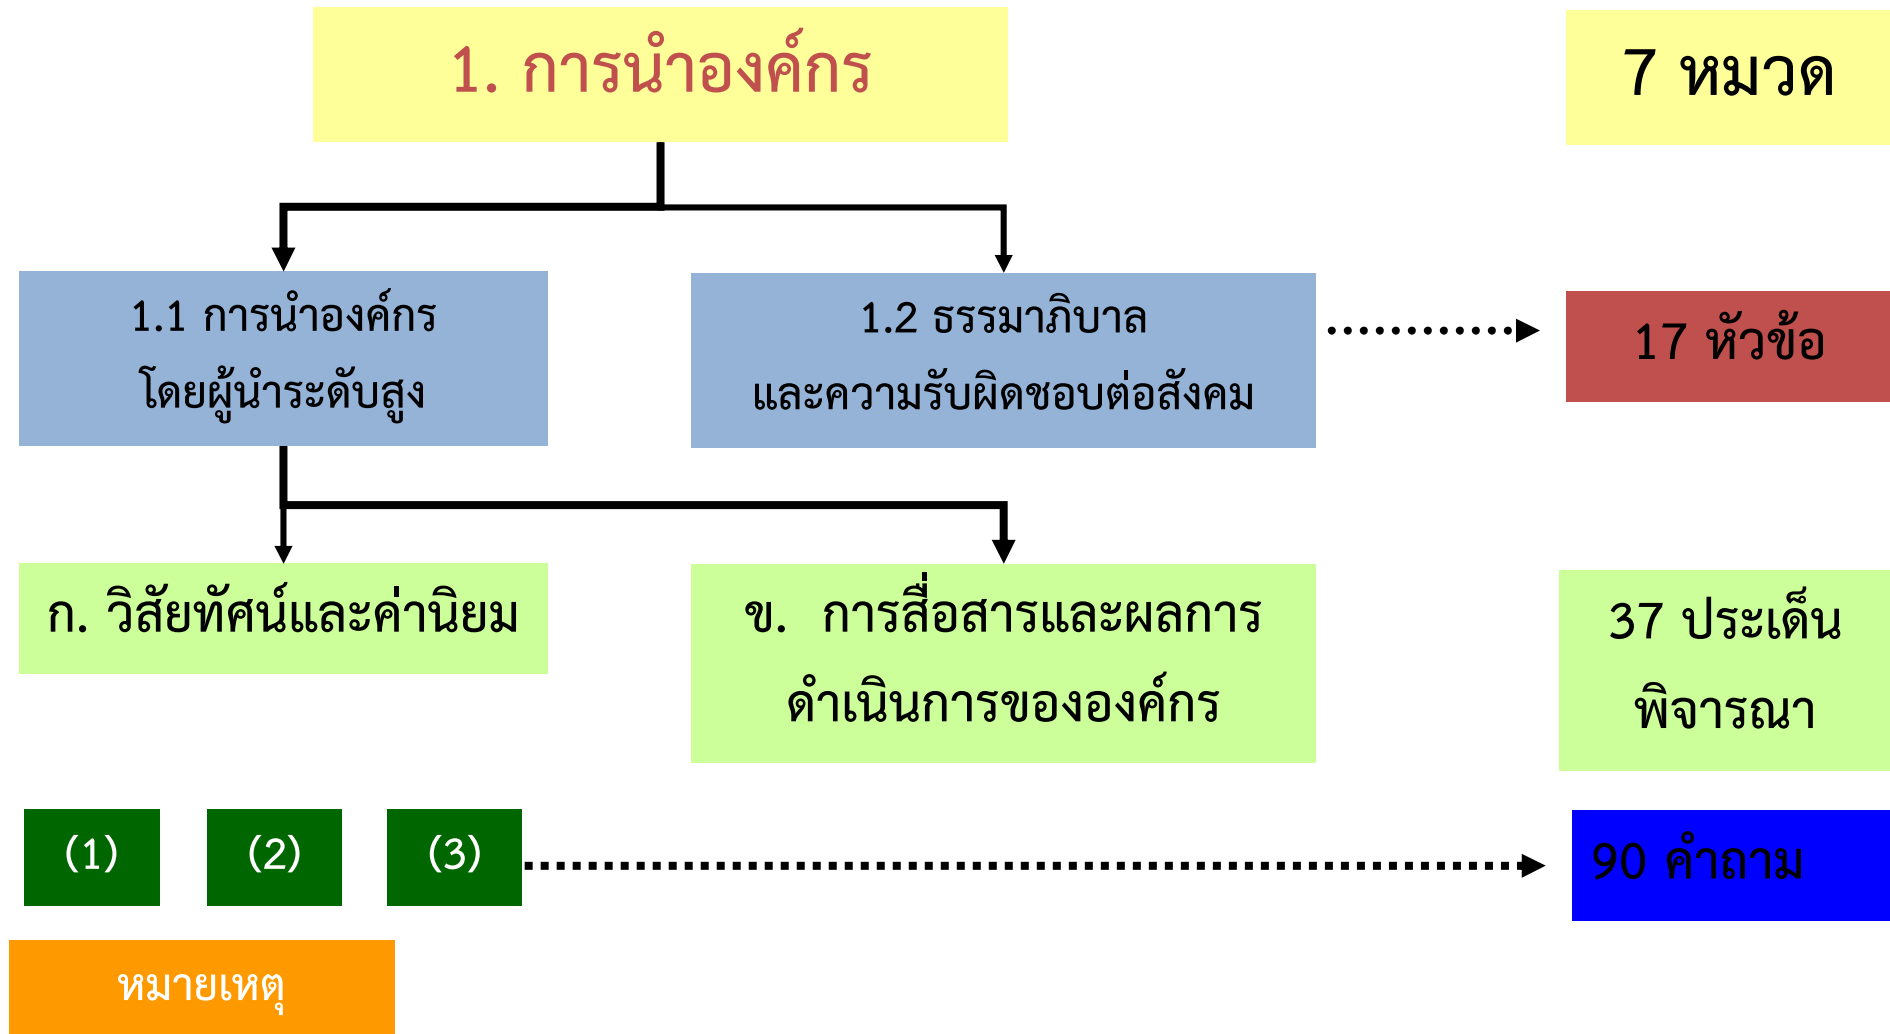 1. การนำองค์กร
7 หมวด
1.1 การนำองค์กร
โดยผู้นำระดับสูง
1.2 ธรรมาภิบาล
และความรับผิดชอบต่อสังคม
17 หัวข้อ
ก. วิสัยทัศน์และค่านิยม
ข. การสื่อสารและผลการ
ดำเนินการขององค์กร
37 ประเด็น
พิจารณา
(1)
(2)
(3)
90 คำถาม
หมายเหตุ